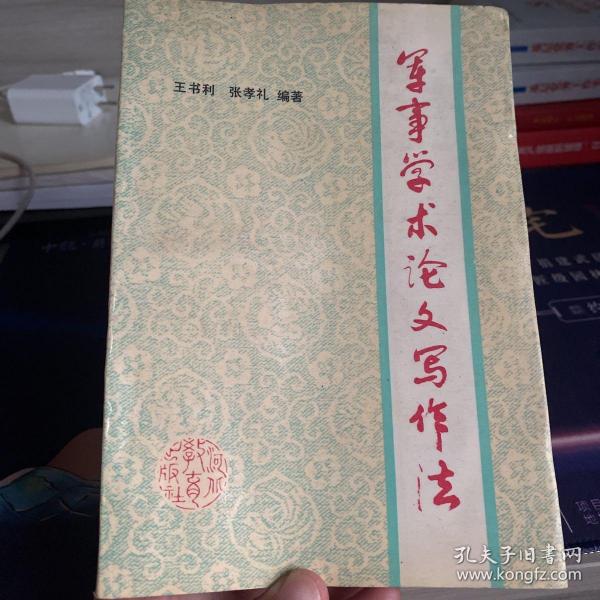 军事学术论文写作法
王书利 张孝礼 编著
河北
教育
出版社
孔夫子旧书网
www.kongfz.com